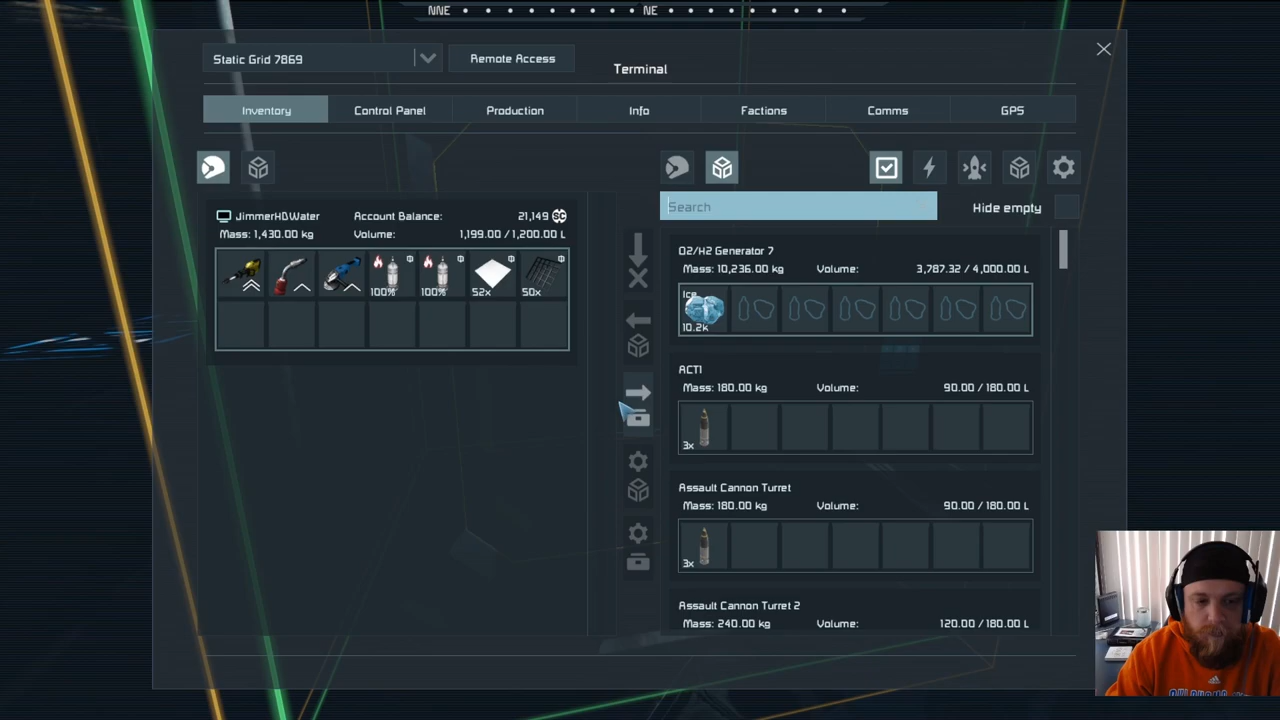 NNE NE
Static Grid 7869 Remote Access
Terminal
Inventory Control Panel Production Info Factions Comms GPS
Search
Hide empty
JimmerHDWater Account Balance: 21,149 SC
Mass: 1,430.00 kg Volume: 1,199.00 / 1,200.00 L
100% 100% 52x 50x
O2/H2 Generator 7
Mass: 10,236.00 kg Volume: 3,787.32 / 4,000.00 L
Ice
10.2k
ACT1
Mass: 180.00 kg Volume: 90.00 / 180.00 L
3x
Assault Cannon Turret
Mass: 180.00 kg Volume: 90.00 / 180.00 L
3x
Assault Cannon Turret 2
Mass: 240.00 kg Volume: 120.00 / 180.00 L